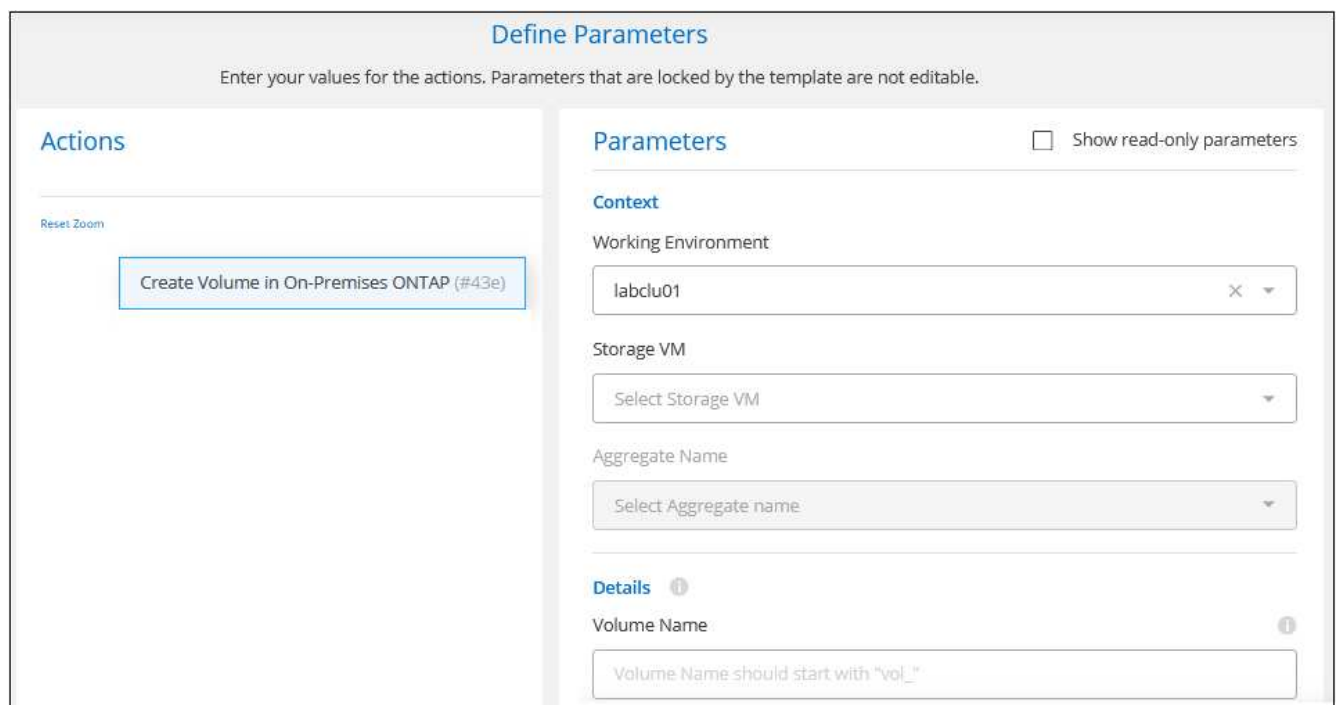 Define Parameters
Enter your values for the actions. Parameters that are locked by the template are not editable.
Actions
Reset Zoom
Create Volume in On-Premises ONTAP (#43e)
Parameters
Show read-only parameters
Context
Working Environment
labclu01
Storage VM
Select Storage VM
Aggregate Name
Select Aggregate name
Details
Volume Name
Volume Name should start with "vol_"